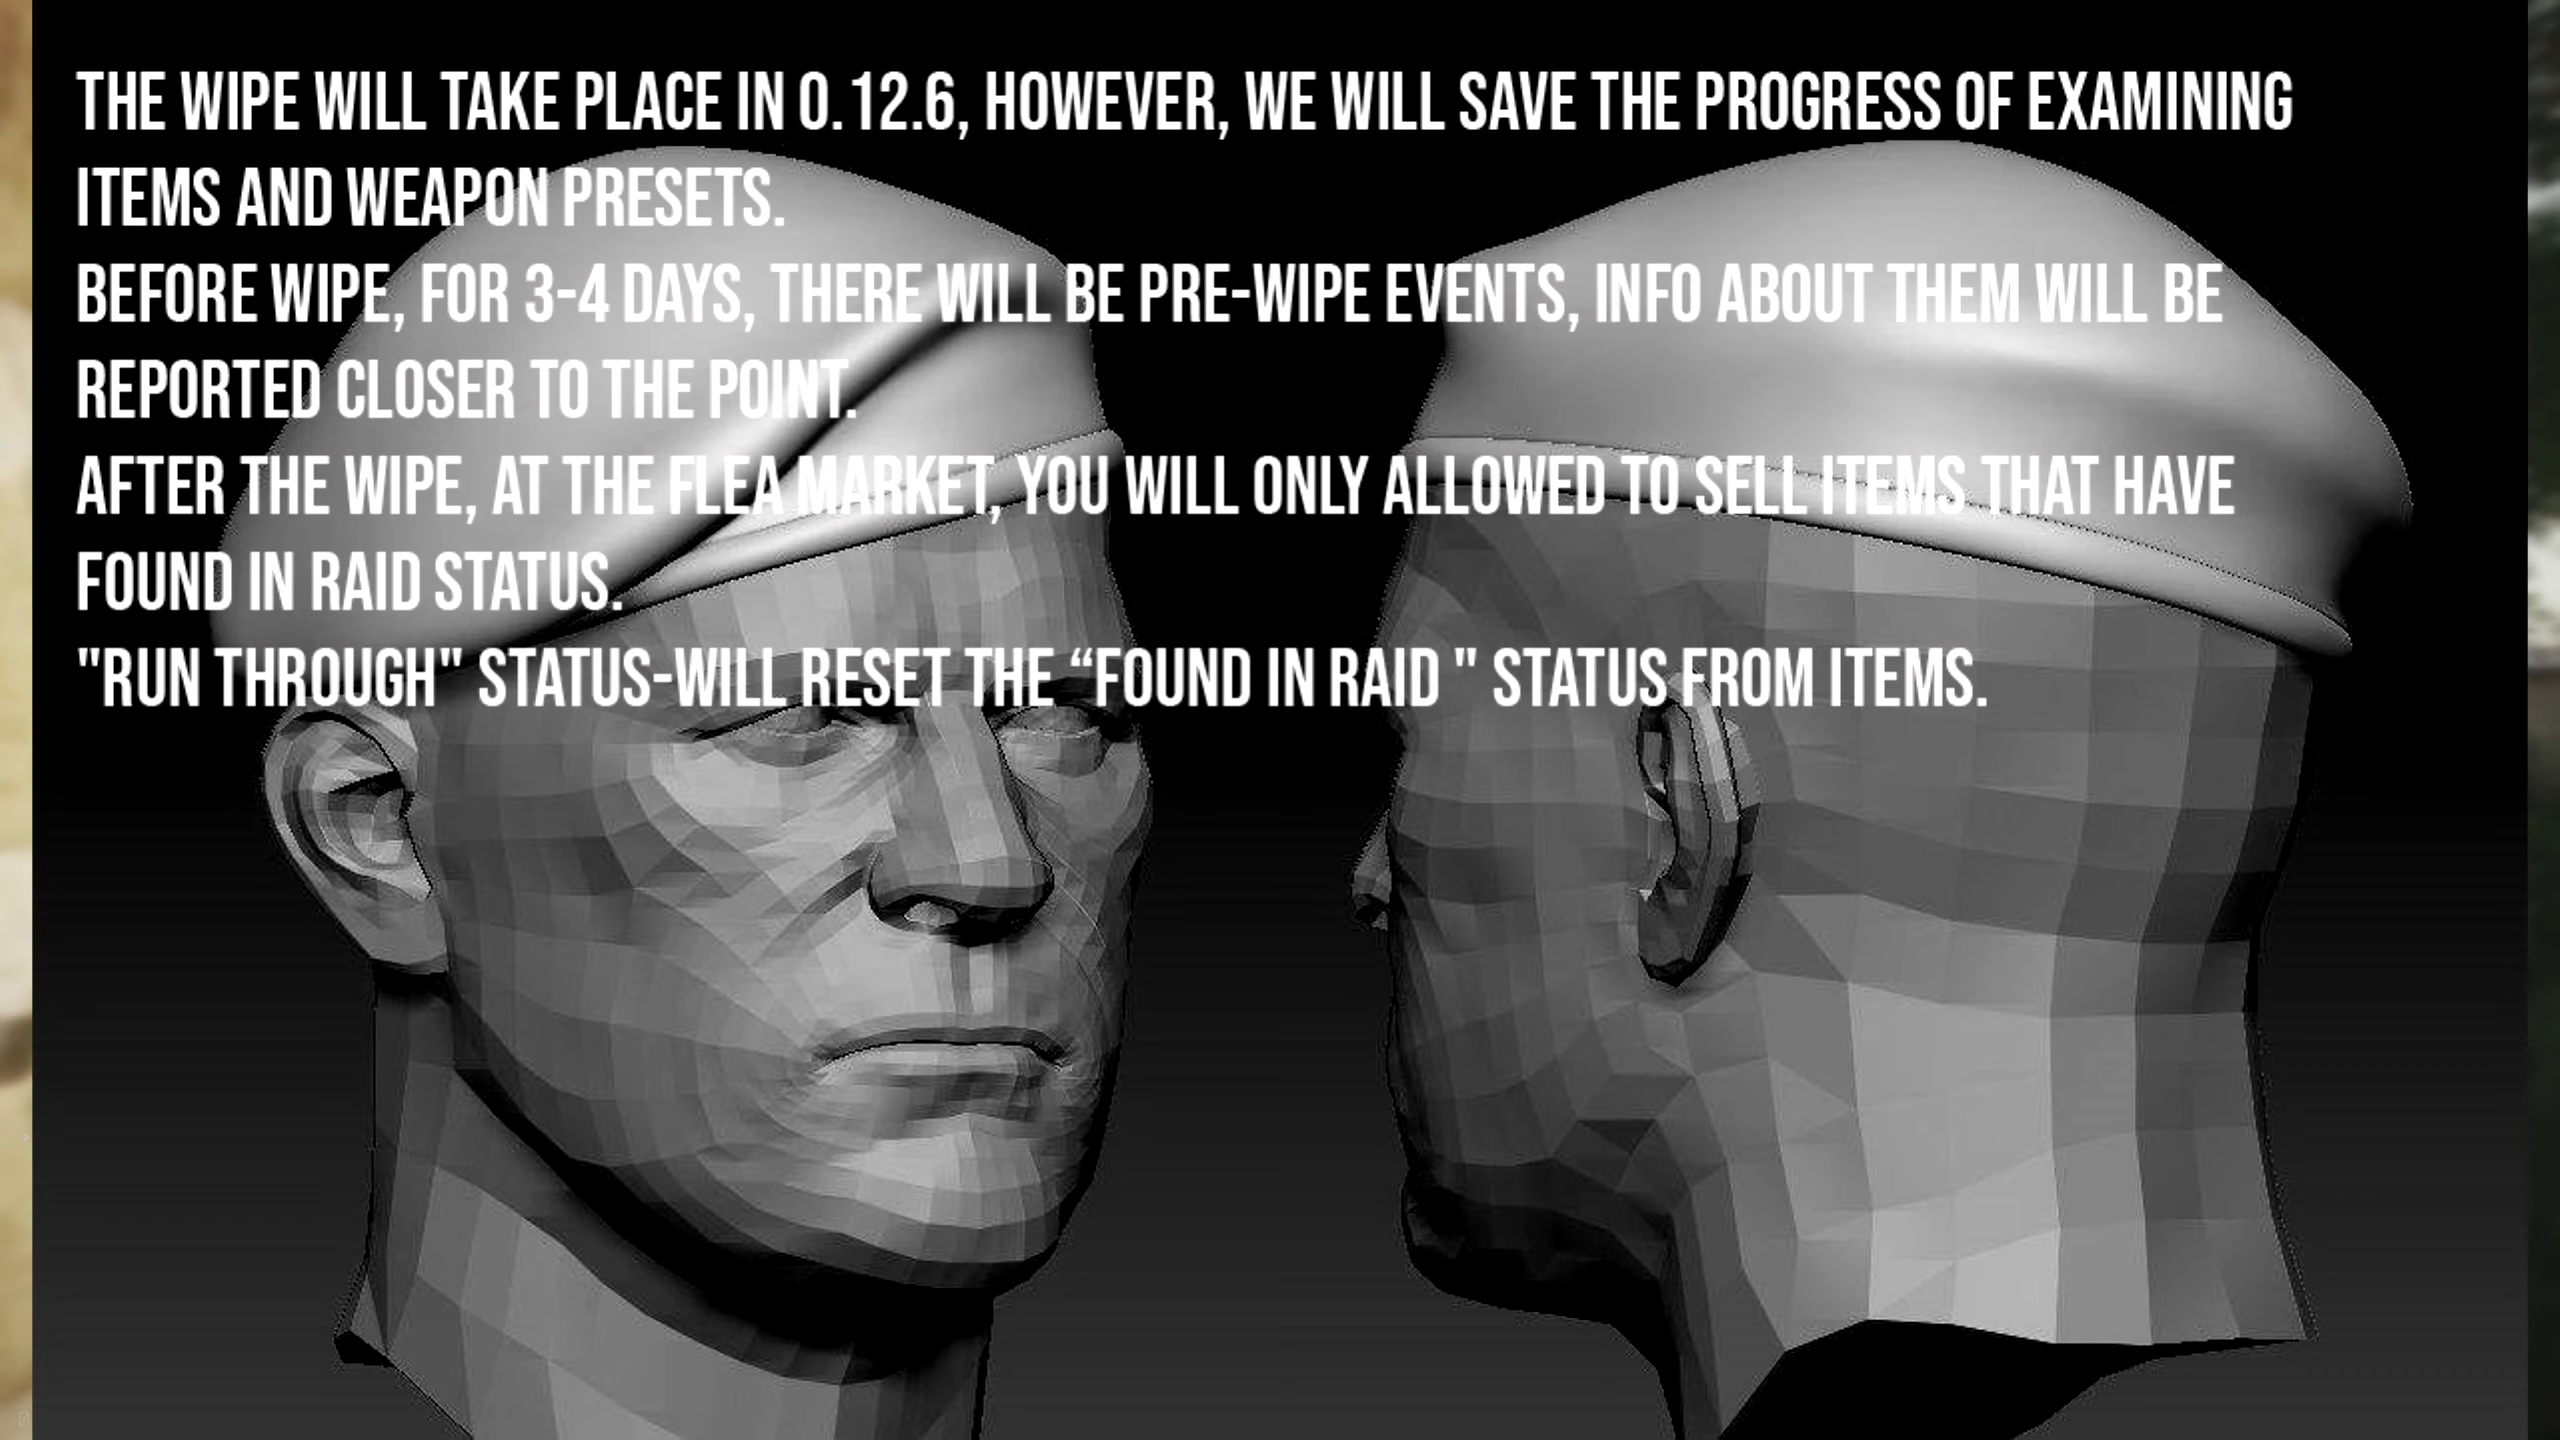 THE WIPE WILL TAKE PLACE IN 0.12.6, HOWEVER, WE WILL SAVE THE PROGRESS OF EXAMINING
ITEMS AND WEAPON PRESETS.
BEFORE WIPE, FOR 3-4 DAYS, THERE WILL BE PRE-WIPE EVENTS, INFO ABOUT THEM WILL BE
REPORTED CLOSER TO THE POINT.
AFTER THE WIPE, AT THE FLEA MARKET, YOU WILL ONLY ALLOWED TO SELL ITEMS THAT HAVE
FOUND IN RAID STATUS.
"RUN THROUGH" STATUS-WILL RESET THE “FOUND IN RAID " STATUS FROM ITEMS.